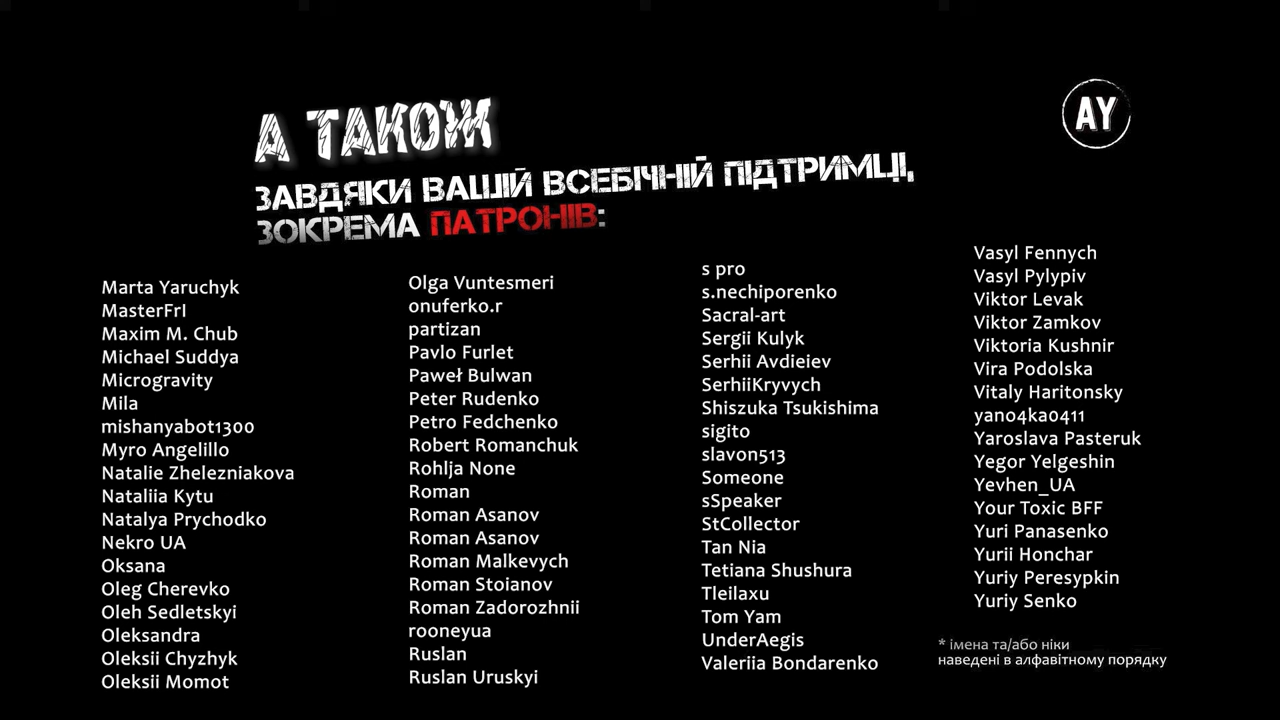 А ТАКОЖ
AY
ЗАВДЯКИ ВАШІЙ ВСЕБІЧНІЙ ПІДТРИМЦІ,
ЗОКРЕМА ПАТРОНІВ:
Marta Yaruchyk
MasterFrI
Maxim M. Chub
Michael Suddya
Microgravity
Mila
mishanyabot1300
Myro Angelillo
Natalie Zhelezniakova
Nataliia Kytu
Natalya Prychodko
Nekro UA
Oksana
Oleg Cherevko
Oleh Sedletskyi
Oleksandra
Oleksii Chyzhyk
Oleksii Momot
Olga Vuntesmeri
onuferko.r
partizan
Pavlo Furlet
Paweł Bulwan
Peter Rudenko
Petro Fedchenko
Robert Romanchuk
Rohlja None
Roman
Roman Asanov
Roman Asanov
Roman Malkevych
Roman Stoianov
Roman Zadorozhnii
rooneyua
Ruslan
Ruslan Uruskyi
s pro
s.nechiporenko
Sacral-art
Sergii Kulyk
Serhii Avdieiev
SerhiiKryvych
Shiszuka Tsukishima
sigito
slavon513
Someone
sSpeaker
StCollector
Tan Nia
Tetiana Shushura
Tleilaxu
Tom Yam
UnderAegis
Valeriia Bondarenko
Vasyl Fennych
Vasyl Pylypiv
Viktor Levak
Viktor Zamkov
Viktoria Kushnir
Vira Podolska
Vitaly Haritonsky
yano4ka0411
Yaroslava Pasteruk
Yegor Yelgeshin
Yevhen_UA
Your Toxic BFF
Yuri Panasenko
Yurii Honchar
Yuriy Peresypkin
Yuriy Senko
* імена та/або ніки
наведені в алфавітному порядку